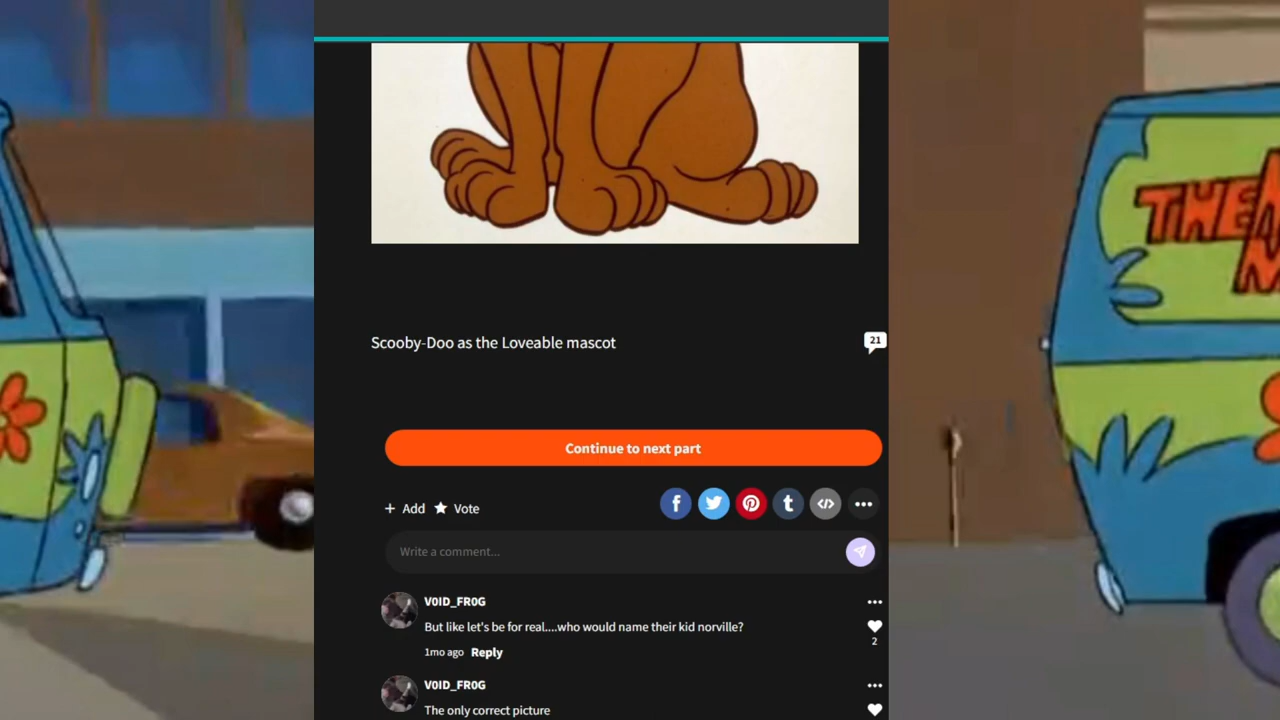 THE
M
Scooby-Doo as the Loveable mascot
21
Continue to next part
+ Add ★ Vote
Write a comment...
V0ID_FR0G
But like let's be for real....who would name their kid norville?
2
1mo ago Reply
V0ID_FR0G
The only correct picture